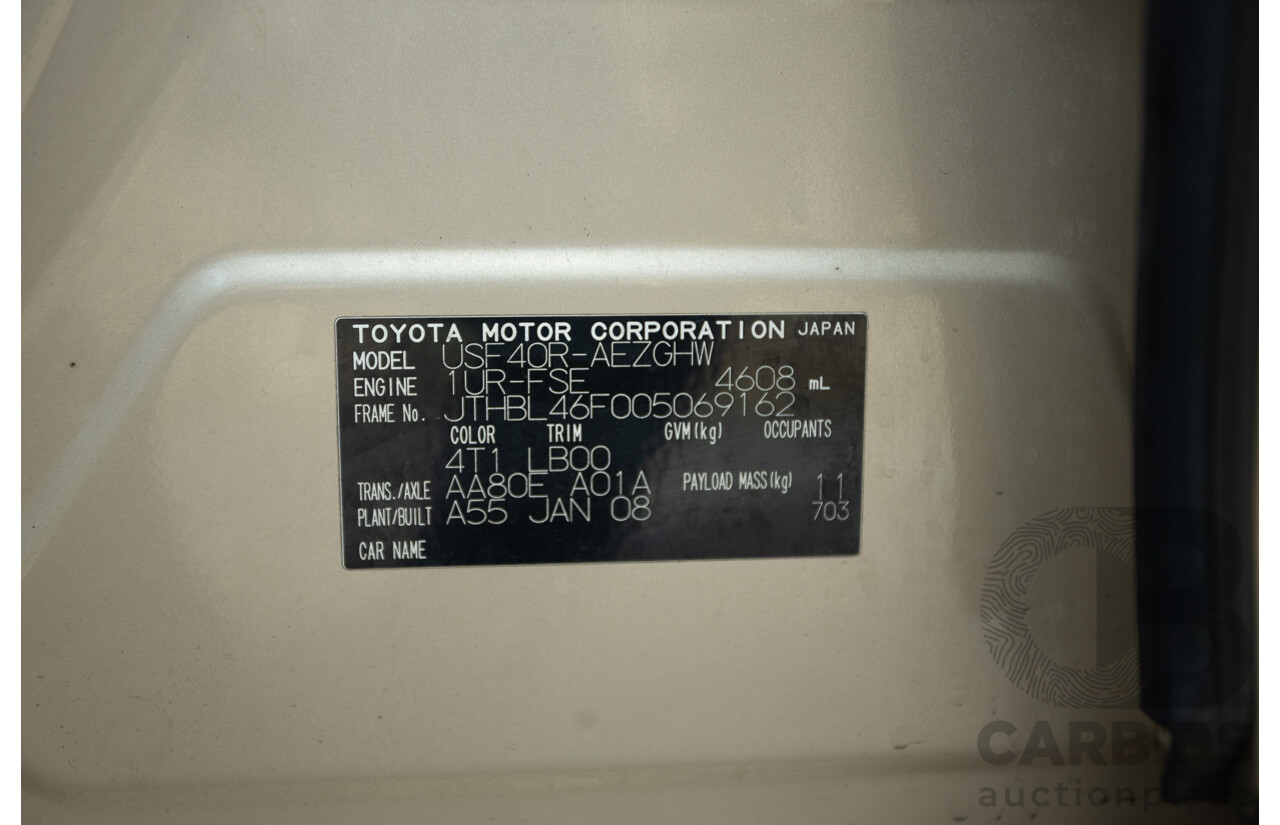 TOYOTA MOTOR CORPORATION JAPAN
MODEL USF40R-AEZGHW
ENGINE 1UR-FSE 4608 mL
FRAME No. JTHBL46F005069162
COLOR TRIM GVM(kg) OCCUPANTS
4T1 LB00
TRANS./AXLE AA80E A01A PAYLOAD MASS(kg) 11
PLANT/BUILT A55 JAN 08 703
CAR NAME
CARBIDS
auctionplace